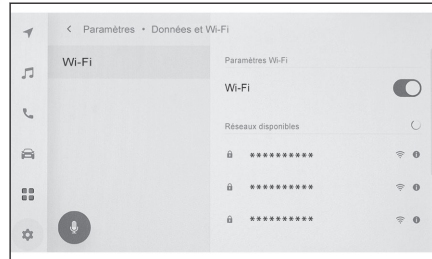 < Paramètres • Données et Wi-Fi
Wi-Fi
Paramètres Wi-Fi
Wi-Fi
Réseaux disponibles
**********
**********
**********